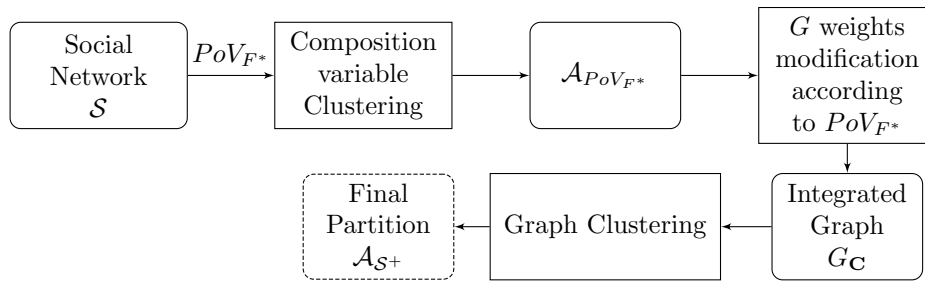 Social
Network
𝒮
PoV_{F*}
Composition
variable
Clustering
𝒜_{PoV_{F*}}
G weights
modification
according
to PoV_{F*}
Integrated
Graph
G_𝐂
Graph Clustering
Final
Partition
𝒜_{𝒮+}